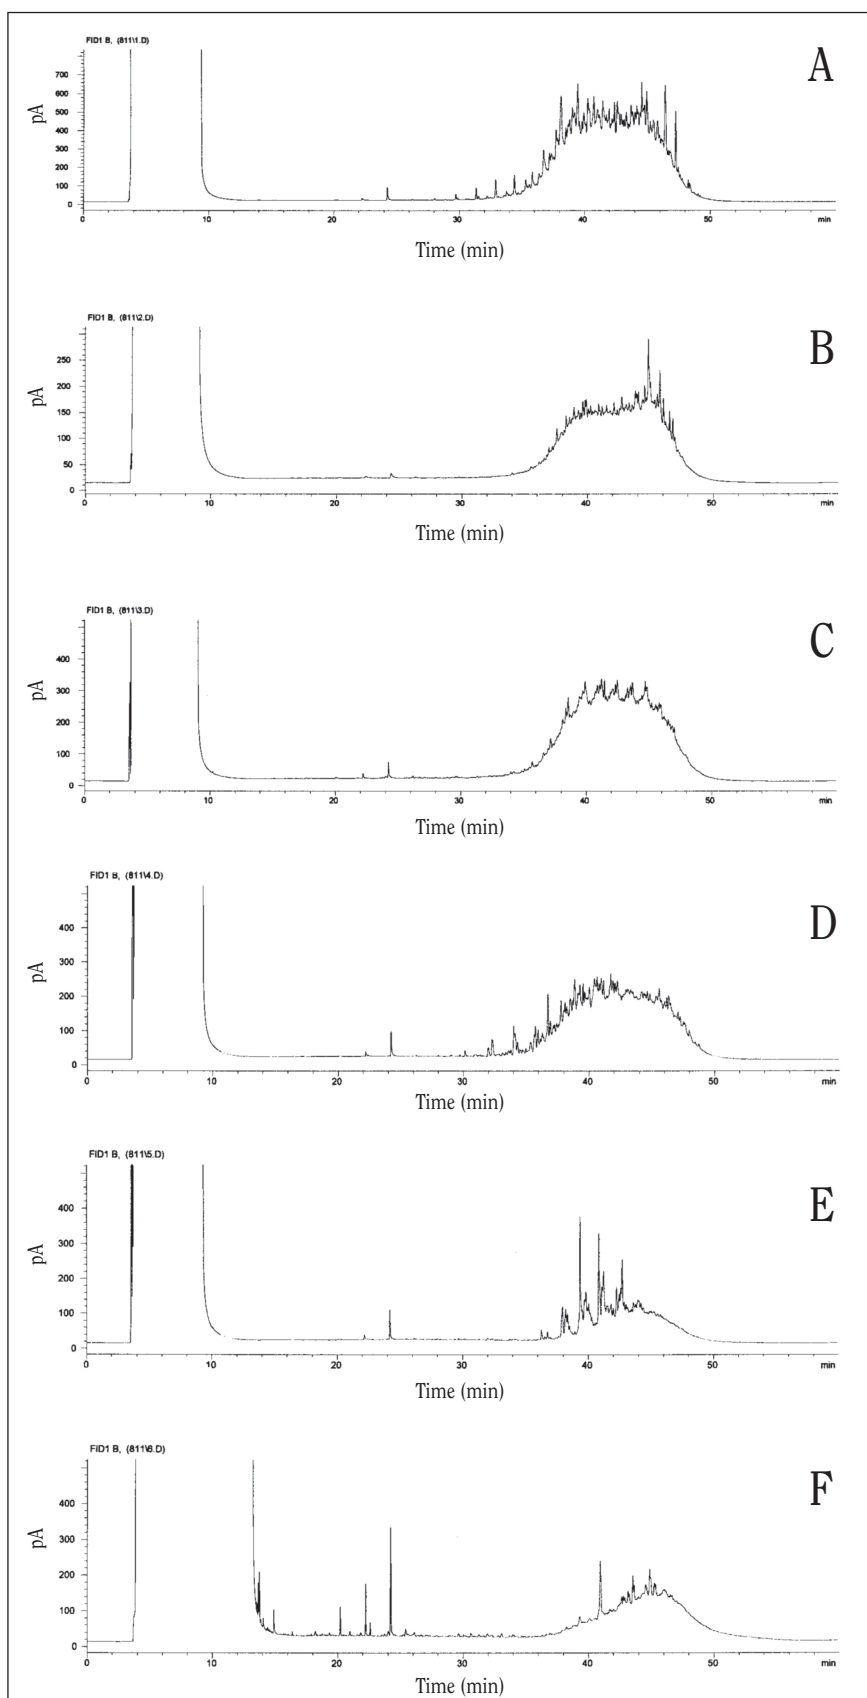 FID1 B, (811\1.D)
A
pA
700
600
500
400
300
200
100
0
0 10 20 30 40 50 min
Time (min)
FID1 B, (811\2.D)
B
pA
250
200
150
100
50
0
0 10 20 30 40 50 min
Time (min)
FID1 B, (811\3.D)
C
pA
400
300
200
100
0
0 10 20 30 40 50 min
Time (min)
FID1 B, (811\4.D)
D
pA
400
300
200
100
0
0 10 20 30 40 50 min
Time (min)
FID1 B, (811\5.D)
E
pA
400
300
200
100
0
0 10 20 30 40 50 min
Time (min)
FID1 B, (811\6.D)
F
pA
400
300
200
100
0
0 10 20 30 40 50 min
Time (min)